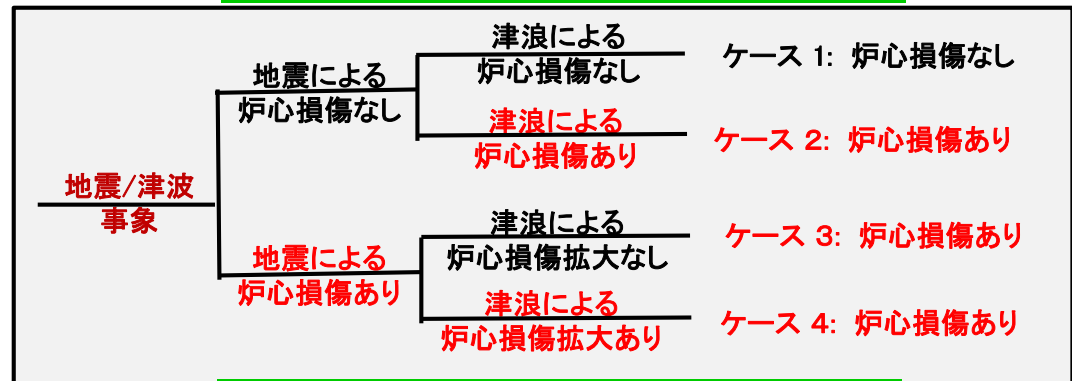 津浪による
炉心損傷なし
ケース 1: 炉心損傷なし
地震による
炉心損傷なし
津浪による
炉心損傷あり
ケース 2: 炉心損傷あり
地震/津波
事象
津浪による
炉心損傷拡大なし
ケース 3: 炉心損傷あり
地震による
炉心損傷あり
津浪による
炉心損傷拡大あり
ケース 4: 炉心損傷あり